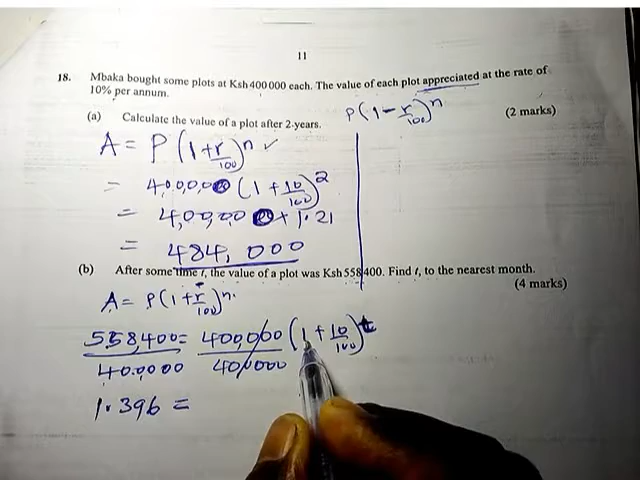 11
18. Mbaka bought some plots at Ksh 400 000 each. The value of each plot appreciated at the rate of
10% per annum.
P(1 - r/100)^n
(a) Calculate the value of a plot after 2 years. (2 marks)
A = P(1 + r/100)^n ✓
= 400,000(1 + 10/100)^2
= 400,000 × 1.21
= 484,000
(b) After some time t, the value of a plot was Ksh 558 400. Find t, to the nearest month.
(4 marks)
A = P(1 + r/100)^n.
558,400/400000 = 400,000/400000 (1 + 10/100)^t
1.396 =